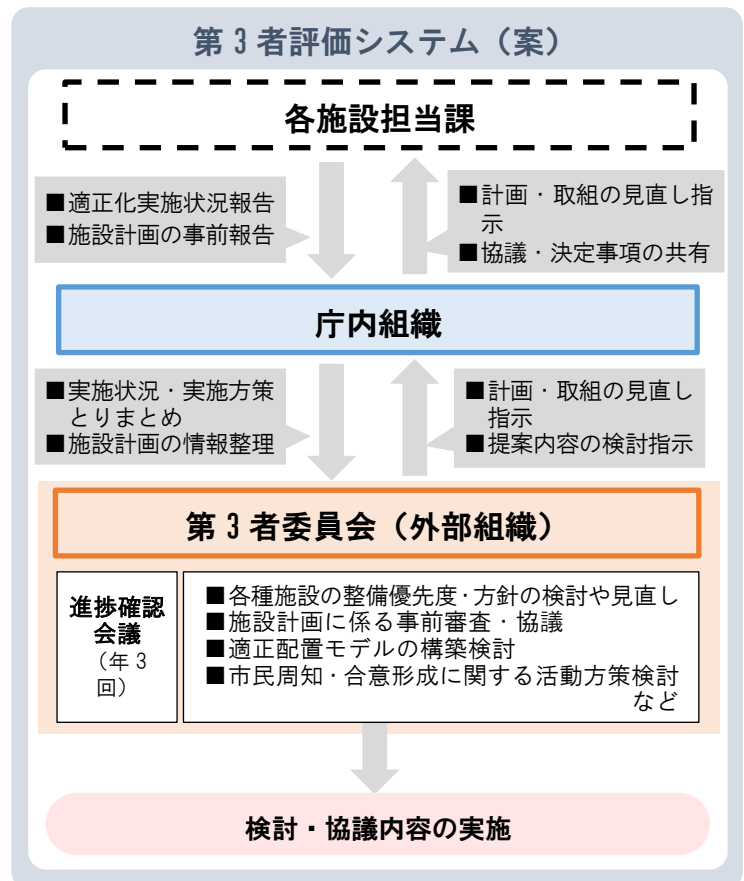 第3者評価システム（案）
各施設担当課
■適正化実施状況報告
■施設計画の事前報告
■計画・取組の見直し指
示
■協議・決定事項の共有
庁内組織
■実施状況・実施方策
とりまとめ
■施設計画の情報整理
■計画・取組の見直し
指示
■提案内容の検討指示
第3者委員会（外部組織）
進捗確認
会議
（年3
回）
■各種施設の整備優先度・方針の検討や見直し
■施設計画に係る事前審査・協議
■適正配置モデルの構築検討
■市民周知・合意形成に関する活動方策検討
など
検討・協議内容の実施